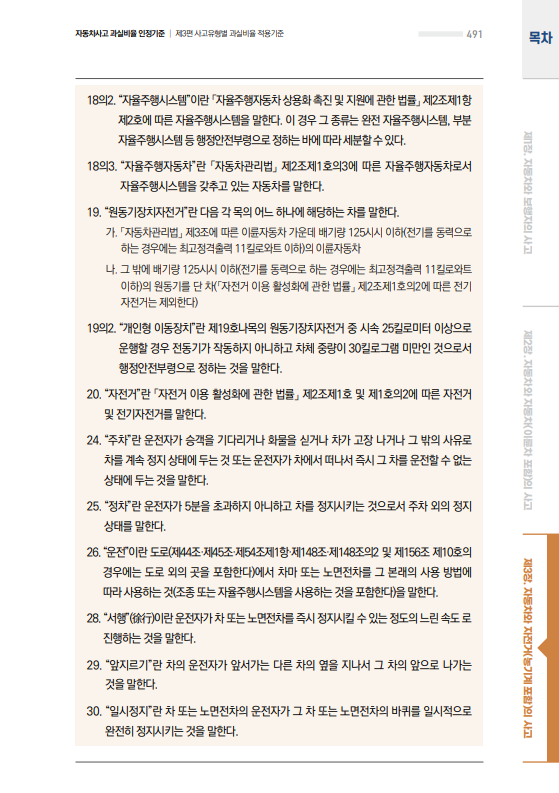 자동차사고 과실비율 인정기준 | 제3편 사고유형별 과실비율 적용기준
491
목차
18의2. “자율주행시스템”이란 「자율주행자동차 상용화 촉진 및 지원에 관한 법률」 제2조제1항
제2호에 따른 자율주행시스템을 말한다. 이 경우 그 종류는 완전 자율주행시스템, 부분
자율주행시스템 등 행정안전부령으로 정하는 바에 따라 세분할 수 있다.
18의3. “자율주행자동차”란 「자동차관리법」 제2조제1호의3에 따른 자율주행자동차로서
자율주행시스템을 갖추고 있는 자동차를 말한다.
19. “원동기장치자전거”란 다음 각 목의 어느 하나에 해당하는 차를 말한다.
가. 「자동차관리법」 제3조에 따른 이륜자동차 가운데 배기량 125시시 이하(전기를 동력으로
하는 경우에는 최고정격출력 11킬로와트 이하)의 이륜자동차
나. 그 밖에 배기량 125시시 이하(전기를 동력으로 하는 경우에는 최고정격출력 11킬로와트
이하)의 원동기를 단 차(「자전거 이용 활성화에 관한 법률」 제2조제1호의2에 따른 전기
자전거는 제외한다)
19의2. “개인형 이동장치”란 제19호나목의 원동기장치자전거 중 시속 25킬로미터 이상으로
운행할 경우 전동기가 작동하지 아니하고 차체 중량이 30킬로그램 미만인 것으로서
행정안전부령으로 정하는 것을 말한다.
20. “자전거”란 「자전거 이용 활성화에 관한 법률」 제2조제1호 및 제1호의2에 따른 자전거
및 전기자전거를 말한다.
24. “주차”란 운전자가 승객을 기다리거나 화물을 싣거나 차가 고장 나거나 그 밖의 사유로
차를 계속 정지 상태에 두는 것 또는 운전자가 차에서 떠나서 즉시 그 차를 운전할 수 없는
상태에 두는 것을 말한다.
25. “정차”란 운전자가 5분을 초과하지 아니하고 차를 정지시키는 것으로서 주차 외의 정지
상태를 말한다.
26. “운전”이란 도로(제44조·제45조·제54조제1항·제148조·제148조의2 및 제156조 제10호의
경우에는 도로 외의 곳을 포함한다)에서 차마 또는 노면전차를 그 본래의 사용 방법에
따라 사용하는 것(조종 또는 자율주행시스템을 사용하는 것을 포함한다)을 말한다.
28. “서행”(徐行)이란 운전자가 차 또는 노면전차를 즉시 정지시킬 수 있는 정도의 느린 속도 로
진행하는 것을 말한다.
29. “앞지르기”란 차의 운전자가 앞서가는 다른 차의 옆을 지나서 그 차의 앞으로 나가는
것을 말한다.
30. “일시정지”란 차 또는 노면전차의 운전자가 그 차 또는 노면전차의 바퀴를 일시적으로
완전히 정지시키는 것을 말한다.
제1장. 자동차와 보행자의 사고
제2장. 자동차와 자동차(이륜차 포함)의 사고
제3장. 자동차와 자전거(농기계 포함)의 사고